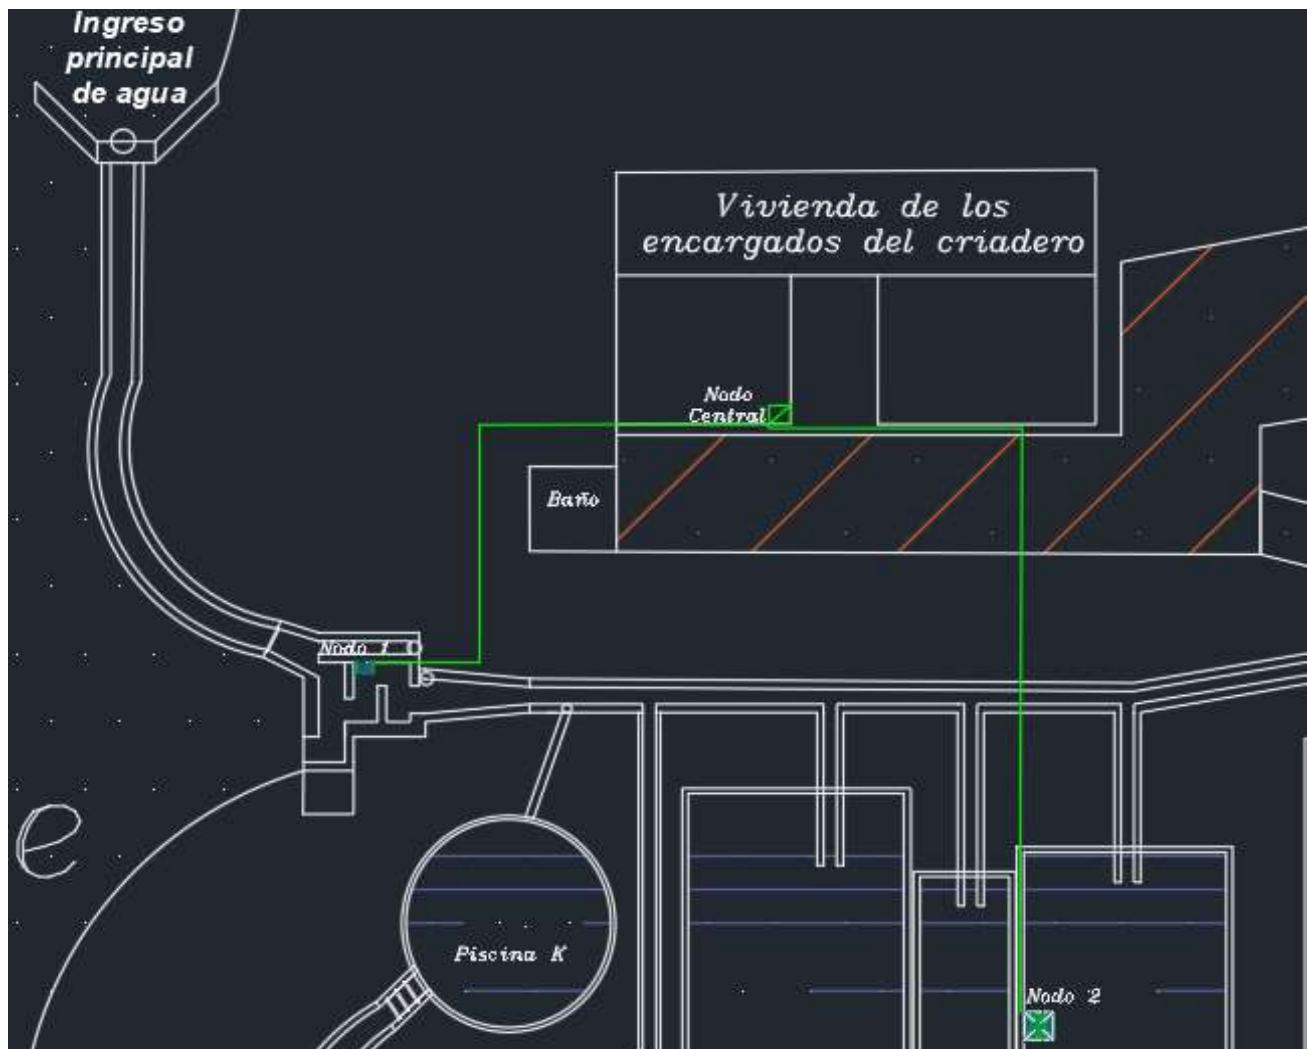 Ingreso
principal
de agua
Vivienda de los
encargados del criadero
Nodo
Central
Baño
Nodo 1
e
Piscina K
Nodo 2